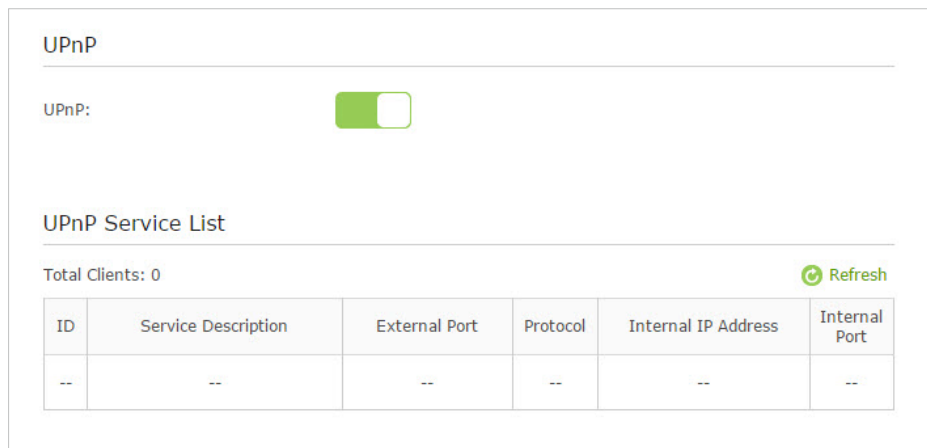 UPnP
UPnP:
UPnP Service List
Total Clients: 0 Refresh
ID Service Description External Port Protocol Internal IP Address Internal Port
-- -- -- -- -- --